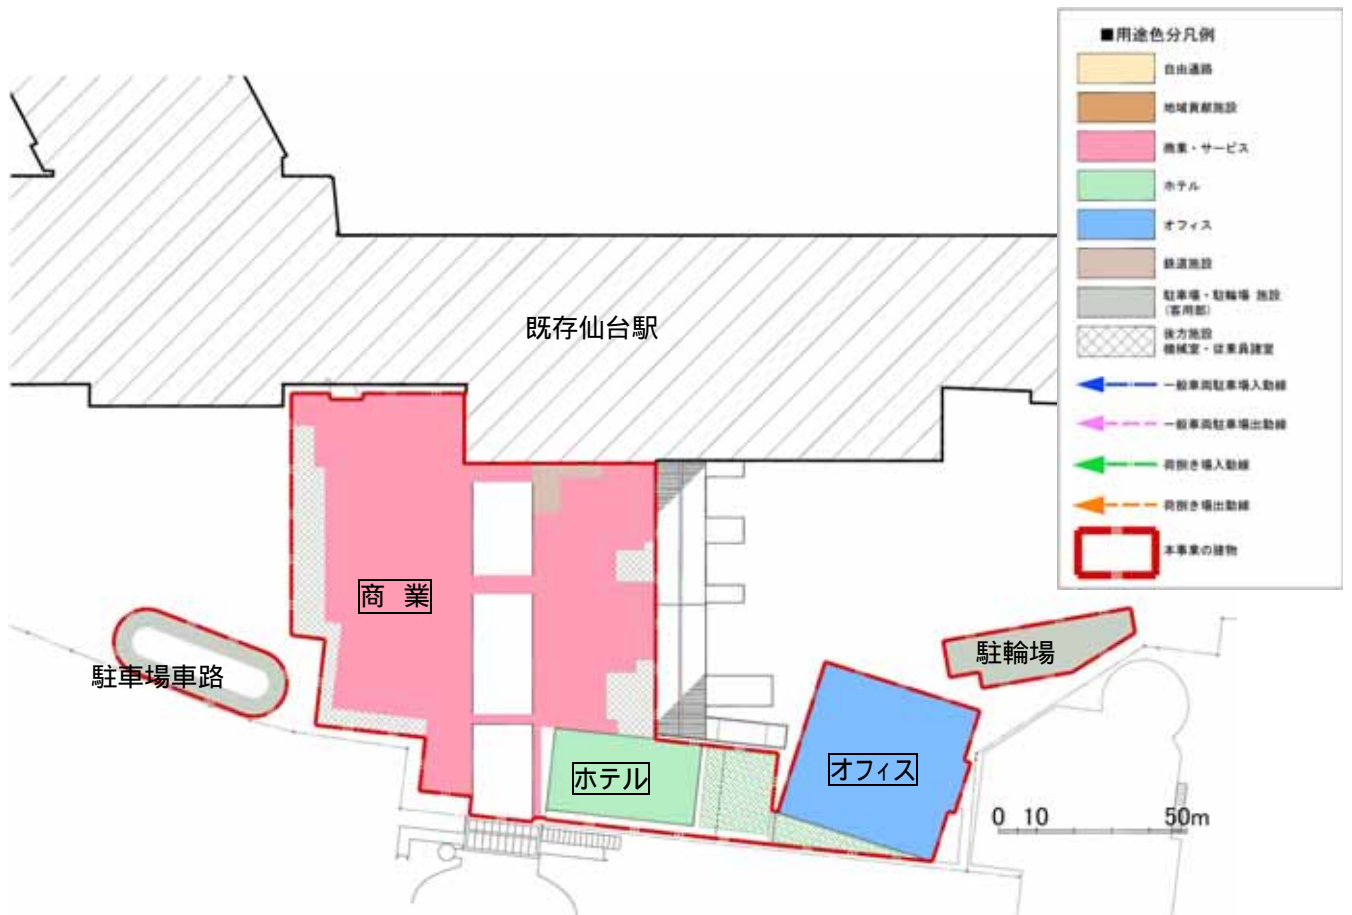 ■用途色分凡例
自由通路
地域貢献施設
商業・サービス
ホテル
オフィス
鉄道施設
駐車場・駐輪場 施設
(客用部)
後方施設
機械室・従業員諸室
一般車両駐車場入動線
一般車両駐車場出動線
荷捌き場入動線
荷捌き場出動線
本事業の建物
既存仙台駅
商 業
駐車場車路
駐輪場
ホテル
オフィス
0 10 50m